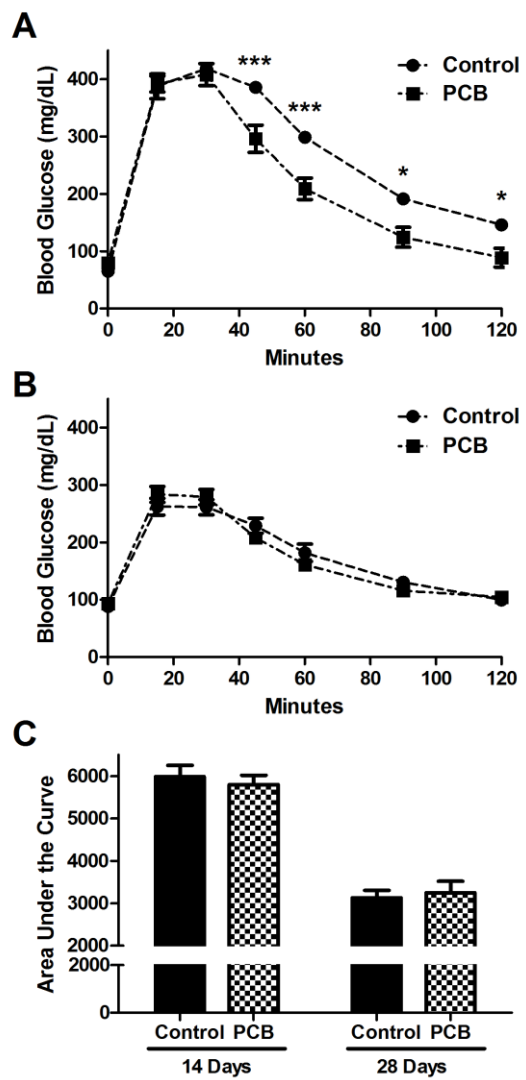 A
Blood Glucose (mg/dL)
400
300
200
100
0
***
***
*
*
Control
PCB
0 20 40 60 80 100 120
Minutes
B
Blood Glucose (mg/dL)
400
300
200
100
0
Control
PCB
0 20 40 60 80 100 120
Minutes
C
Area Under the Curve
6000
5000
4000
3000
2000
2000
0
Control PCB Control PCB
14 Days 28 Days